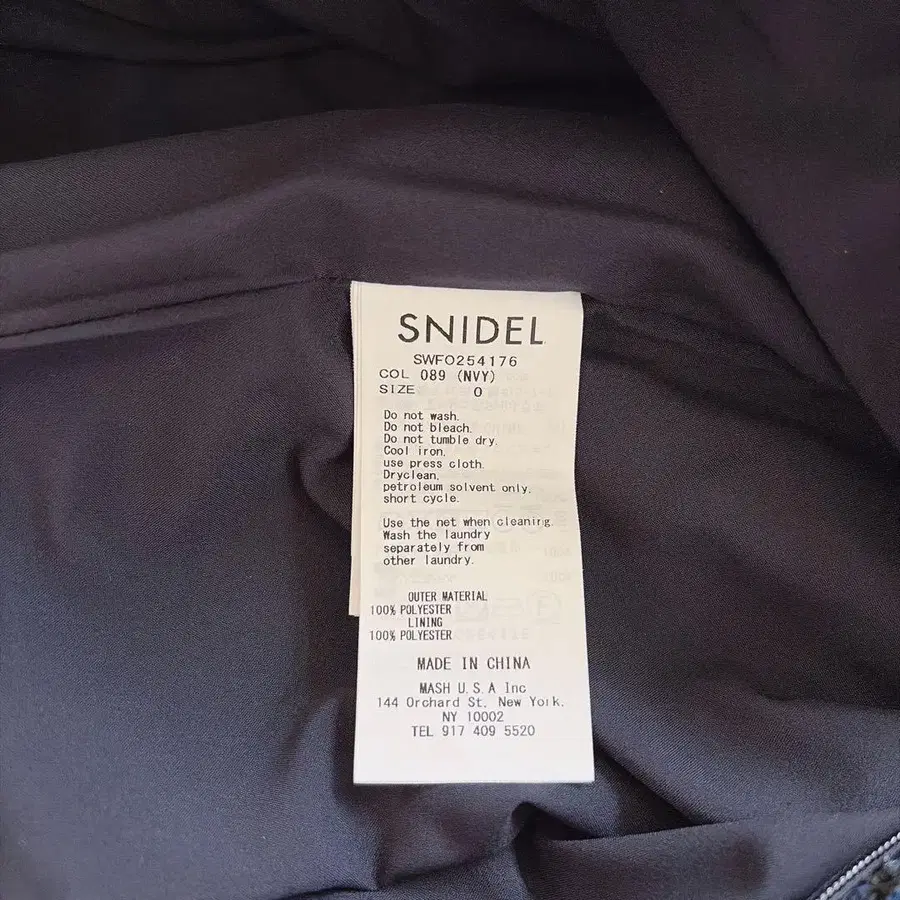 SNIDEL
SWFO254176
COL 089 (NVY)
SIZE 0
Do not wash.
Do not bleach.
Do not tumble dry.
Cool iron,
use press cloth.
Dryclean,
petroleum solvent only,
short cycle.
Use the net when cleaning.
Wash the laundry
separately from
other laundry.
OUTER MATERIAL
100% POLYESTER
LINING
100% POLYESTER
MADE IN CHINA
MASH U.S.A Inc
144 Orchard St, New York,
NY 10002
TEL 917 409 5520